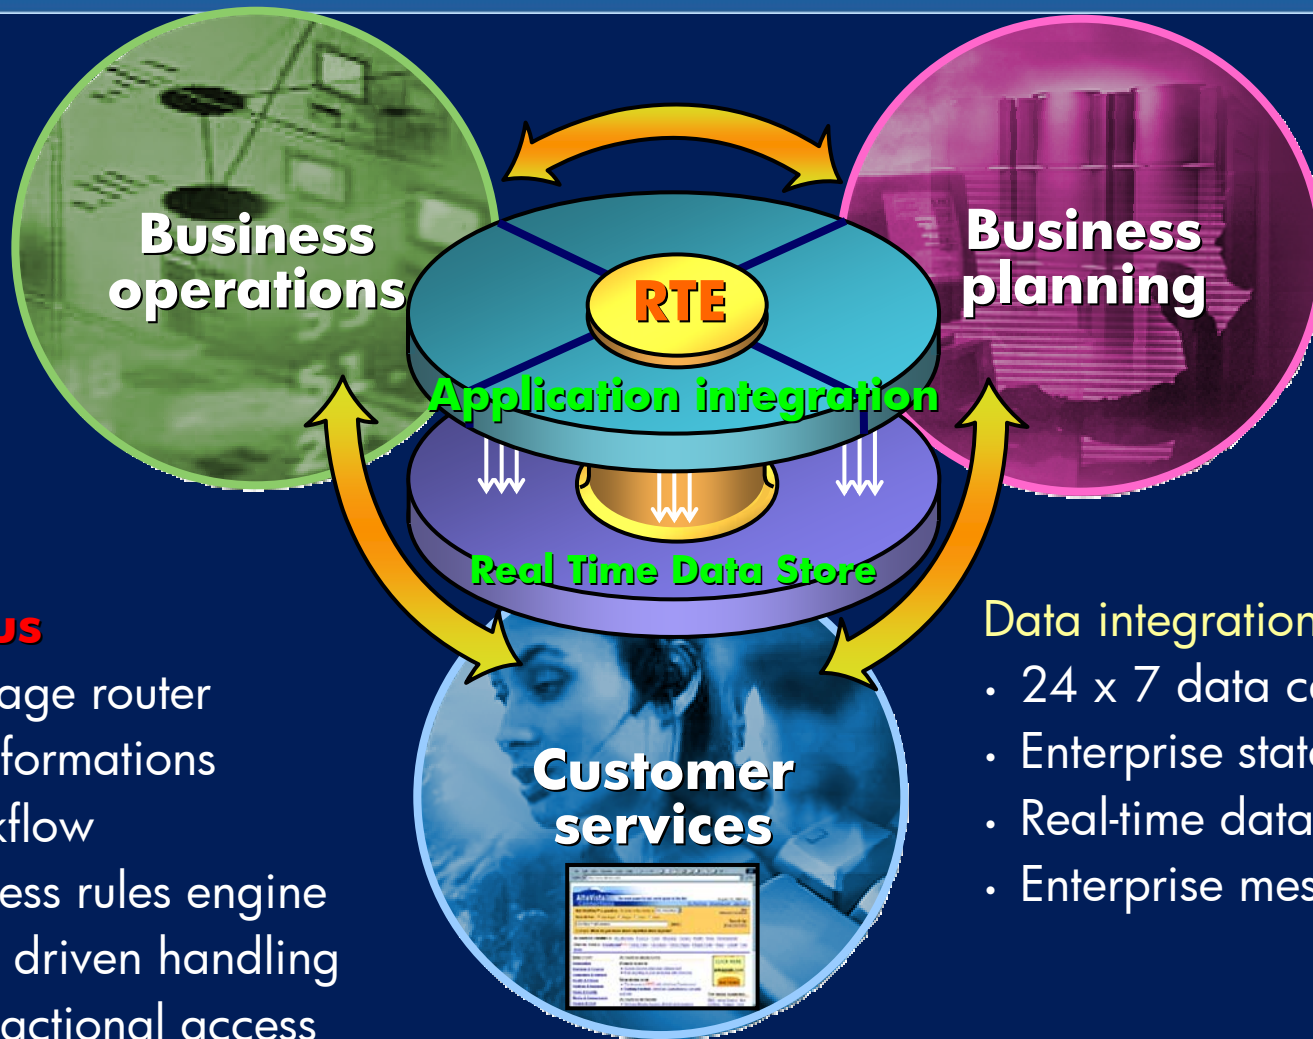 Business
operations
Business
planning
RTE
Application integration
Real Time Data Store
Customer
services
AltaVista
us
age router
formations
kflow
ess rules engine
driven handling
actional access
Data integration
• 24 x 7 data c
• Enterprise stat
• Real-time data
• Enterprise mes